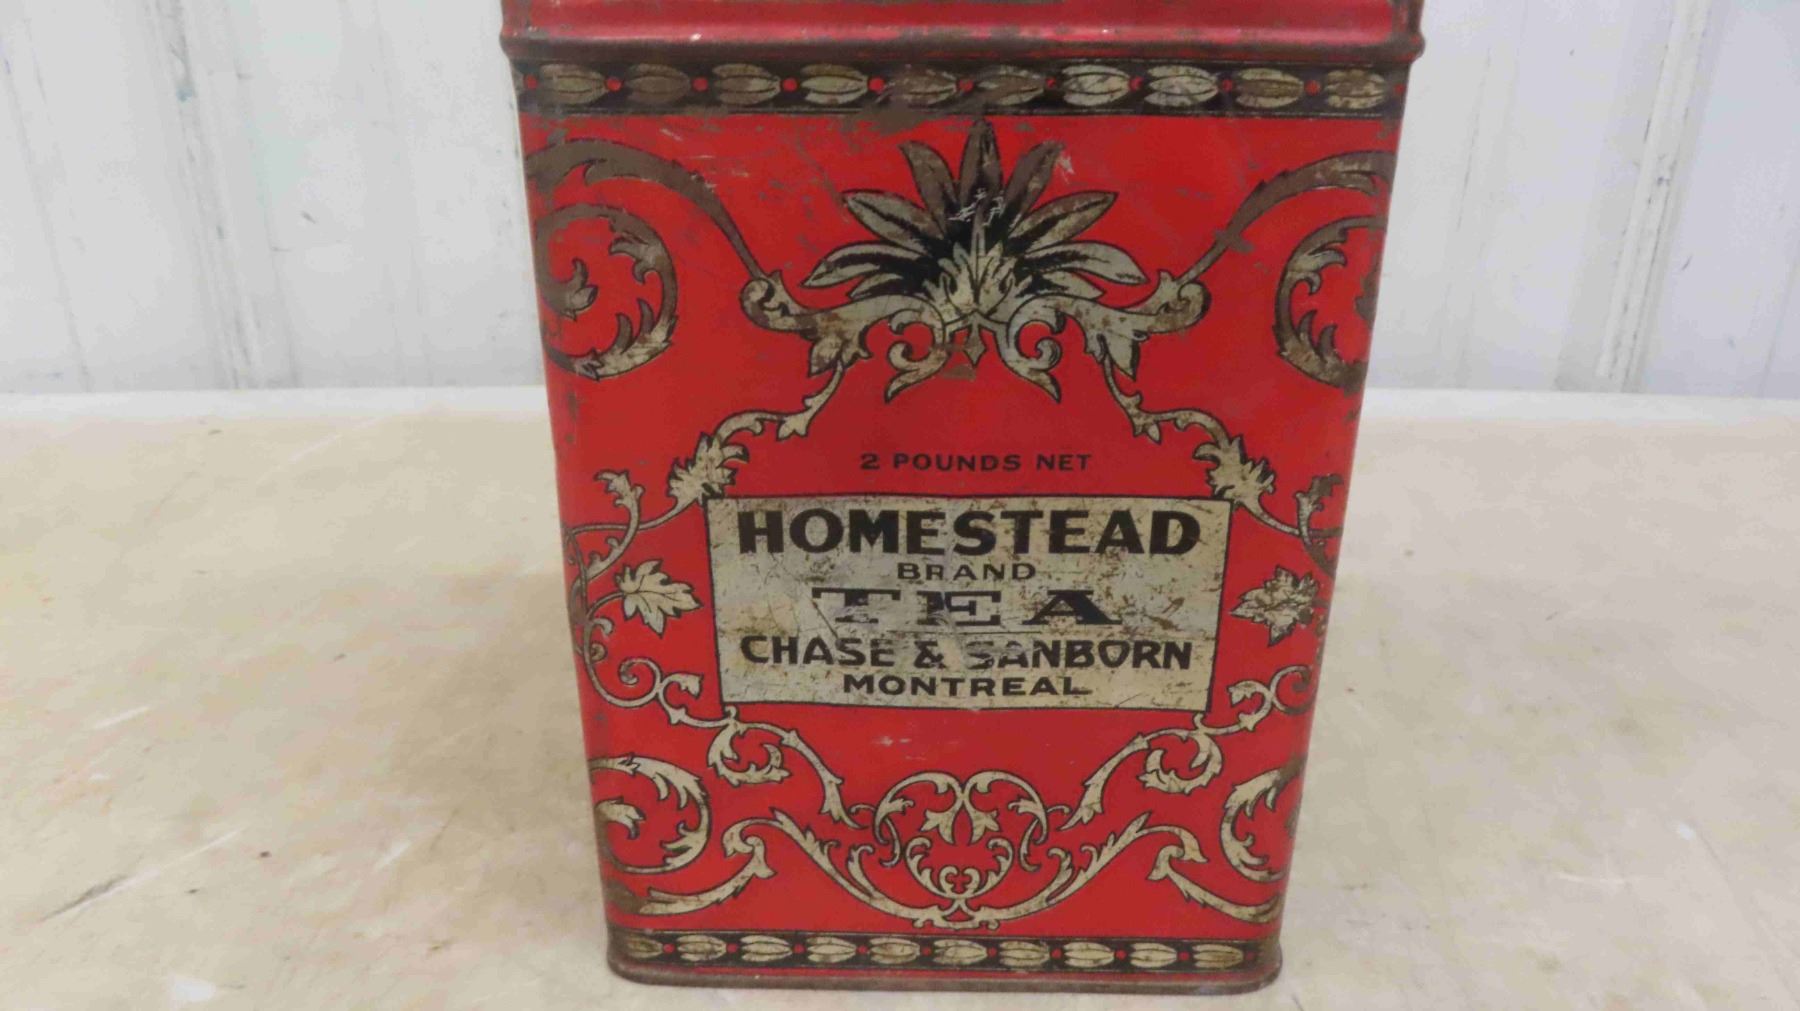 2 POUNDS NET
HOMESTEAD
BRAND
TEA
CHASE & SANBORN
MONTREAL